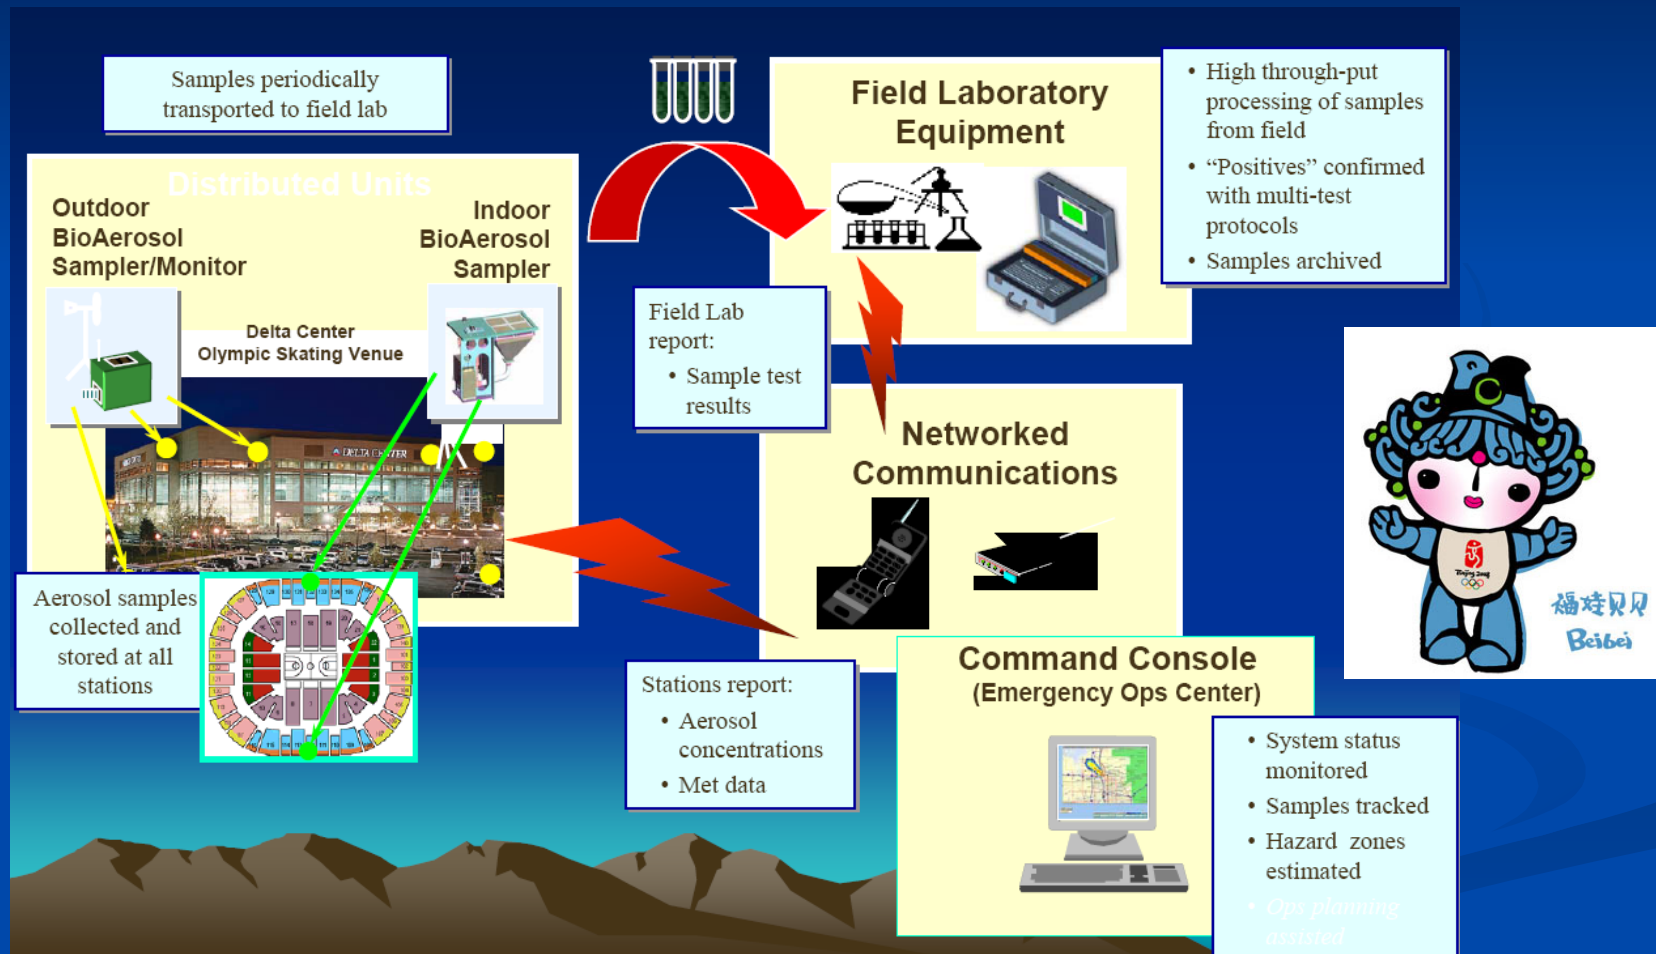 Samples periodically
transported to field lab
Distributed Units
Outdoor
BioAerosol
Sampler/Monitor
Indoor
BioAerosol
Sampler
Delta Center
Olympic Skating Venue
DELTA CENTER
Aerosol samples
collected and
stored at all
stations
Field Laboratory
Equipment
• High through-put
processing of samples
from field
• “Positives” confirmed
with multi-test
protocols
• Samples archived
Field Lab
report:
• Sample test
results
Networked
Communications
Stations report:
• Aerosol
concentrations
• Met data
Command Console
(Emergency Ops Center)
• System status
monitored
• Samples tracked
• Hazard zones
estimated
• Ops planning
assisted
Beijing 2008
福娃贝贝
Beibei